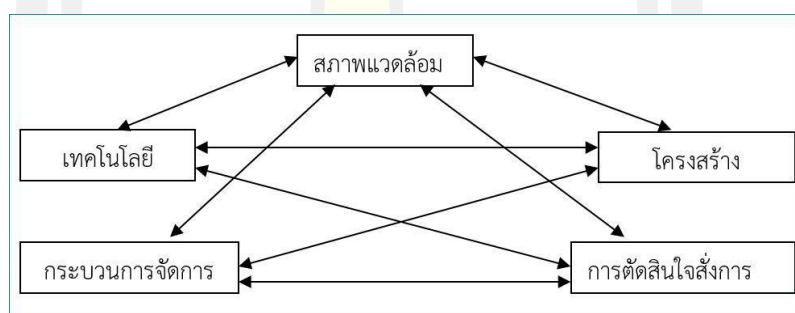 สภาพแวดล้อม
เทคโนโลยี
โครงสร้าง
กระบวนการจัดการ
การตัดสินใจสั่งการ